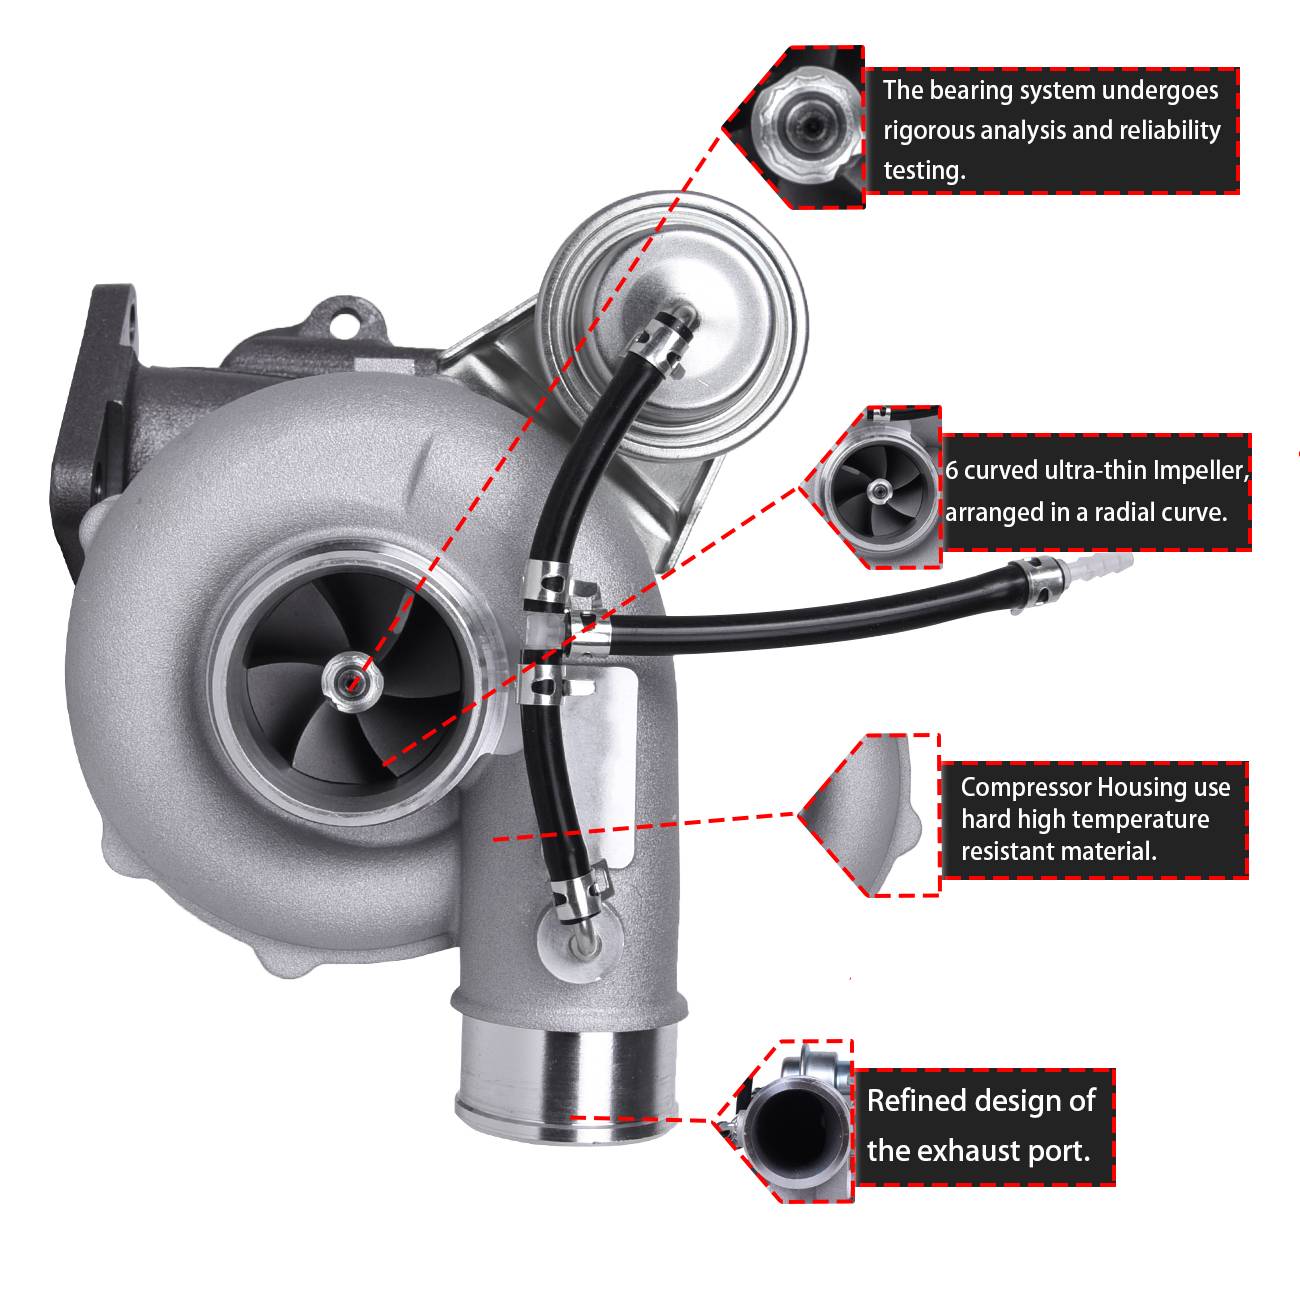 The bearing system undergoes
rigorous analysis and reliability
testing.
6 curved ultra-thin Impeller,
arranged in a radial curve.
Compressor Housing use
hard high temperature
resistant material.
Refined design of
the exhaust port.